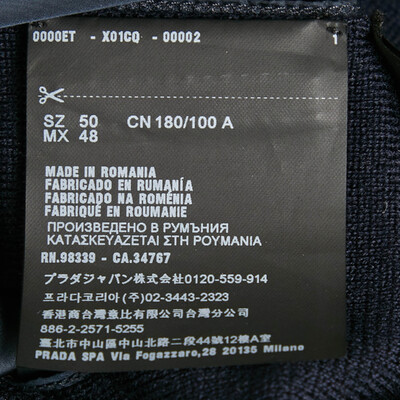 0000ET - X01CQ - 00002 1
SZ 50 CN 180/100 A
MX 48
MADE IN ROMANIA
FABRICADO EN RUMANÍA
FABRICADO NA ROMÉNIA
FABRIQUÉ EN ROUMANIE
ПРОИЗВЕДЕНО В РУМЪНИЯ
ΚΑΤΑΣΚΕΥΑΖΕΤΑΙ ΣΤΗ ΡΟΥΜΑΝΙΑ
RN.98339 - CA.34767
プラダジャパン株式会社0120-559-914
프라다코리아(주)02-3443-2323
香港商台灣意比有限公司台灣分公司
886-2-2571-5255
臺北市中山區中山北路二段44號12樓A室
PRADA SPA Via Fogazzaro,28 20135 Milano